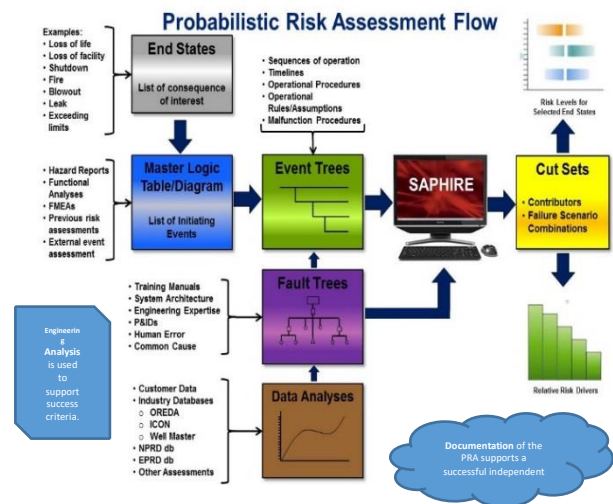 Probabilistic Risk Assessment Flow
Examples:
• Loss of life
• Loss of facility
• Shutdown
• Fire
• Blowout
• Leak
• Exceeding
limits
End States
List of consequence
of interest
• Sequences of operation
• Timelines
• Operational Procedures
• Operational
Rules/Assumptions
• Malfunction Procedures
Risk Levels for
Selected End States
• Hazard Reports
• Functional
Analyses
• FMEAs
• Previous risk
assessments
• External event
assessment
Master Logic
Table/Diagram
List of Initiating
Events
Event Trees
SAPHIRE
Cut Sets
• Contributors
• Failure Scenario
Combinations
• Training Manuals
• System Architecture
• Engineering Expertise
• P&IDs
• Human Error
• Common Cause
Fault Trees
Relative Risk Drivers
Engineerin
g
Analysis
is used
to
support
success
criteria.
• Customer Data
• Industry Databases
o OREDA
o ICON
o Well Master
• NPRD db
• EPRD db
• Other Assessments
Data Analyses
Documentation of the
PRA supports a
successful independent